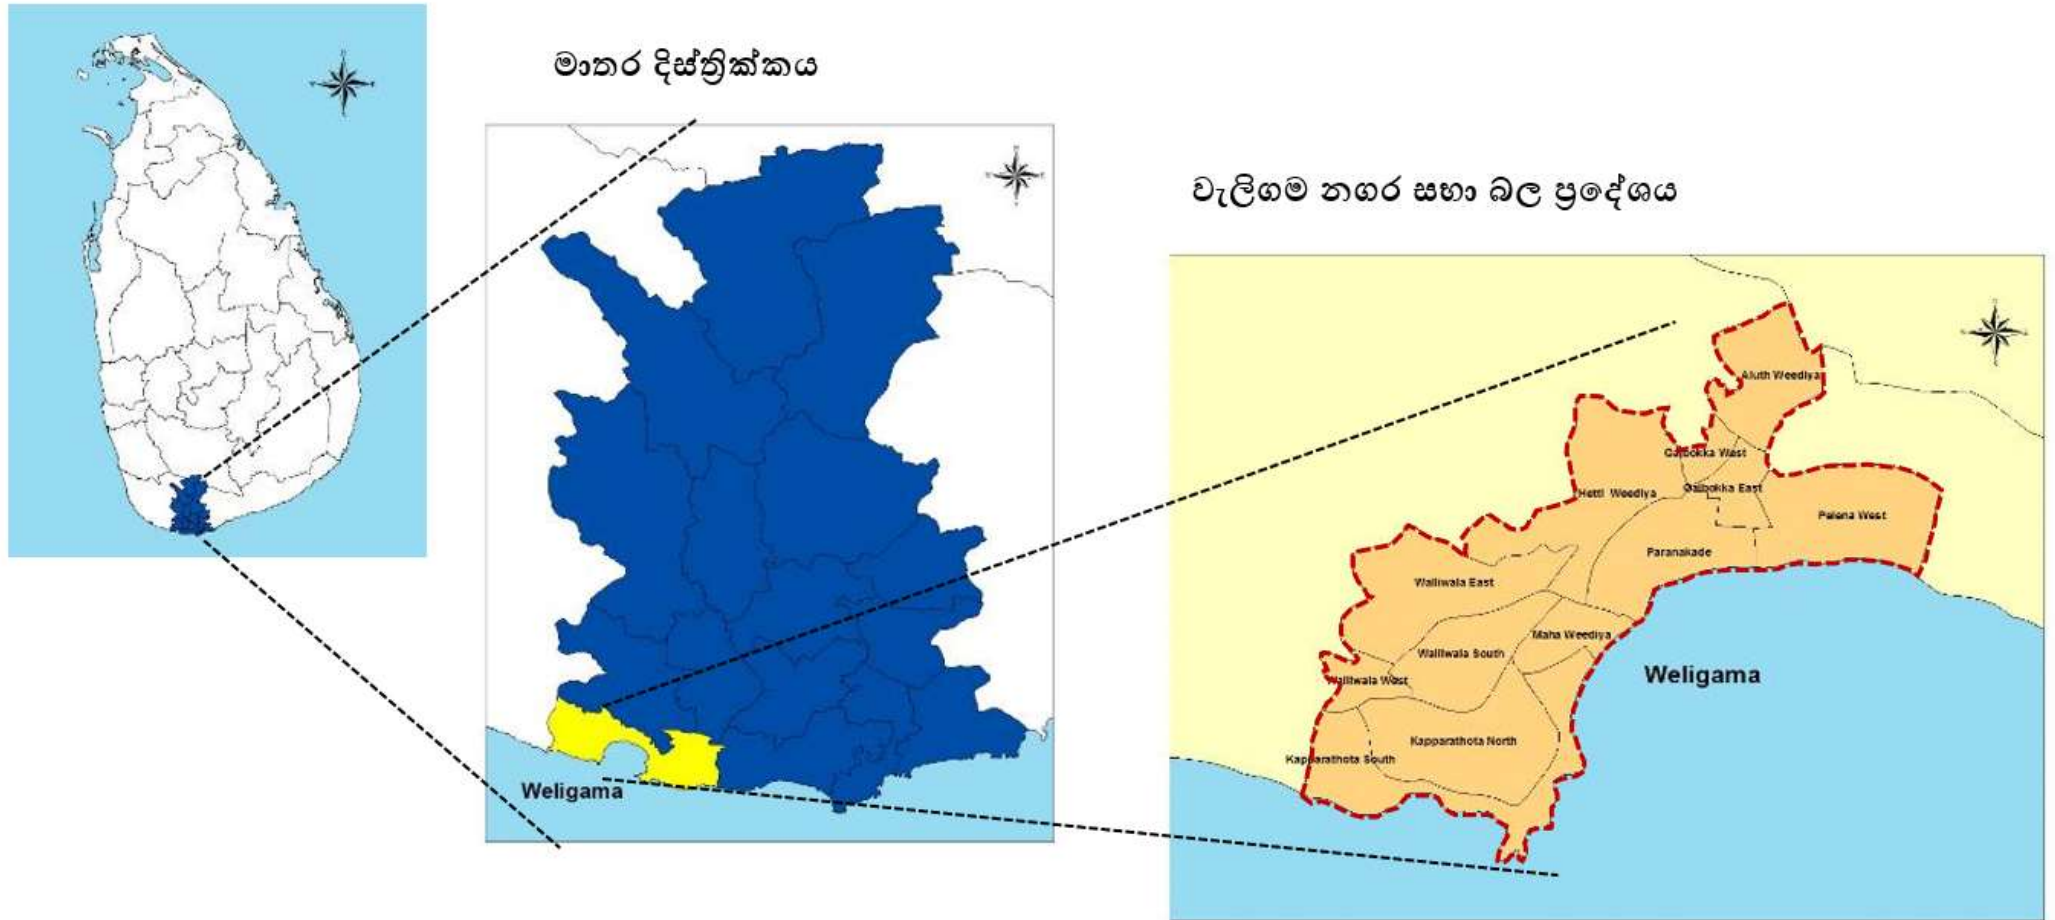 මාතර දිස්ත්‍රික්කය
වැලිගම නගර සභා බල ප්‍රදේශය
Weligama
Aluth Weediya
Galbokka West
Galbokka East
Hetti Weediya
Pelena West
Paranakade
Walliwala East
Maha Weediya
Walliwala South
Walliwala West
Weligama
Kapparathota North
Kapparathota South